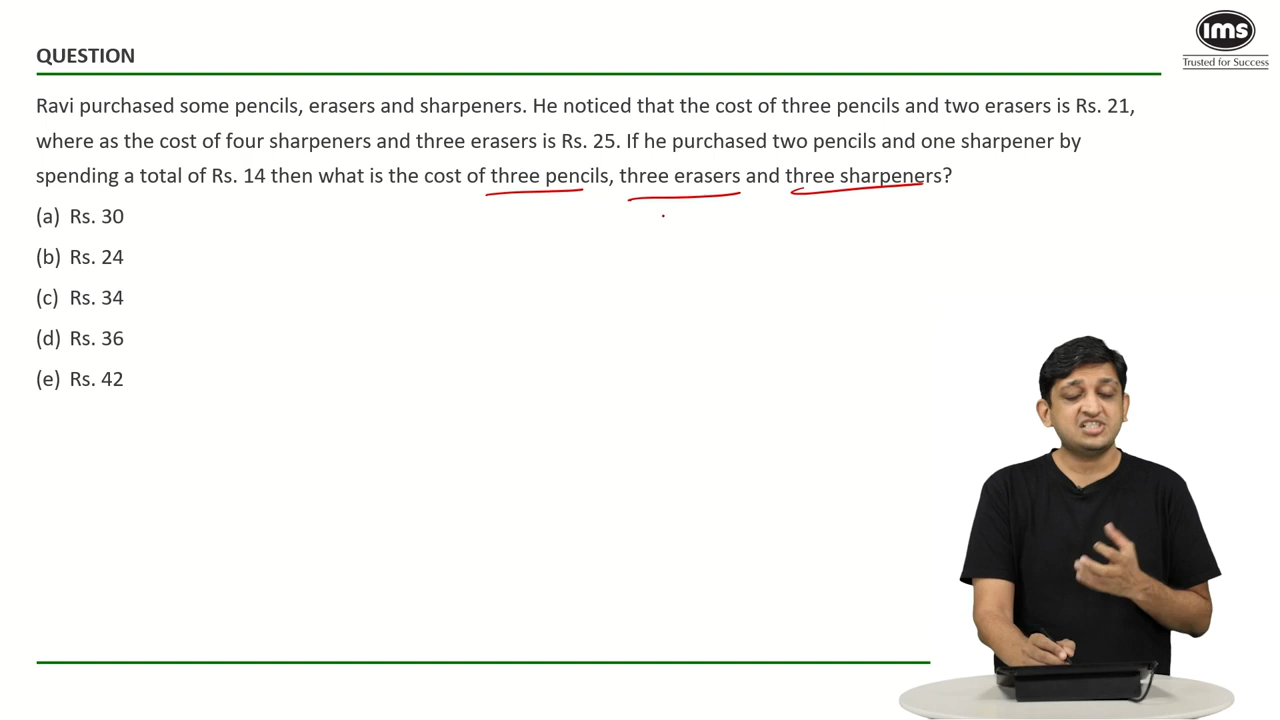 ims
Trusted for Success
QUESTION
Ravi purchased some pencils, erasers and sharpeners. He noticed that the cost of three pencils and two erasers is Rs. 21,
where as the cost of four sharpeners and three erasers is Rs. 25. If he purchased two pencils and one sharpener by
spending a total of Rs. 14 then what is the cost of three pencils, three erasers and three sharpeners?
(a) Rs. 30
(b) Rs. 24
(c) Rs. 34
(d) Rs. 36
(e) Rs. 42